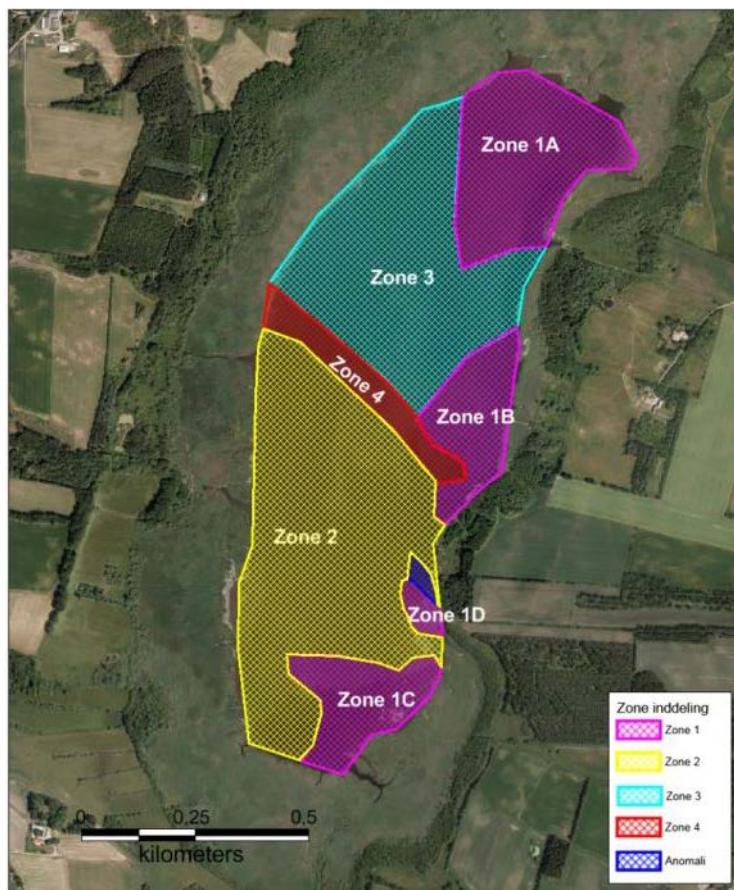 Zone 1A
Zone 3
Zone 4
Zone 1B
Zone 2
Zone 1D
Zone 1C
0 0,25 0,5
kilometers
Zone inddeling
Zone 1
Zone 2
Zone 3
Zone 4
Anomali